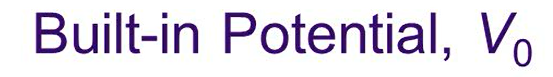 Built-in Potential, V₀